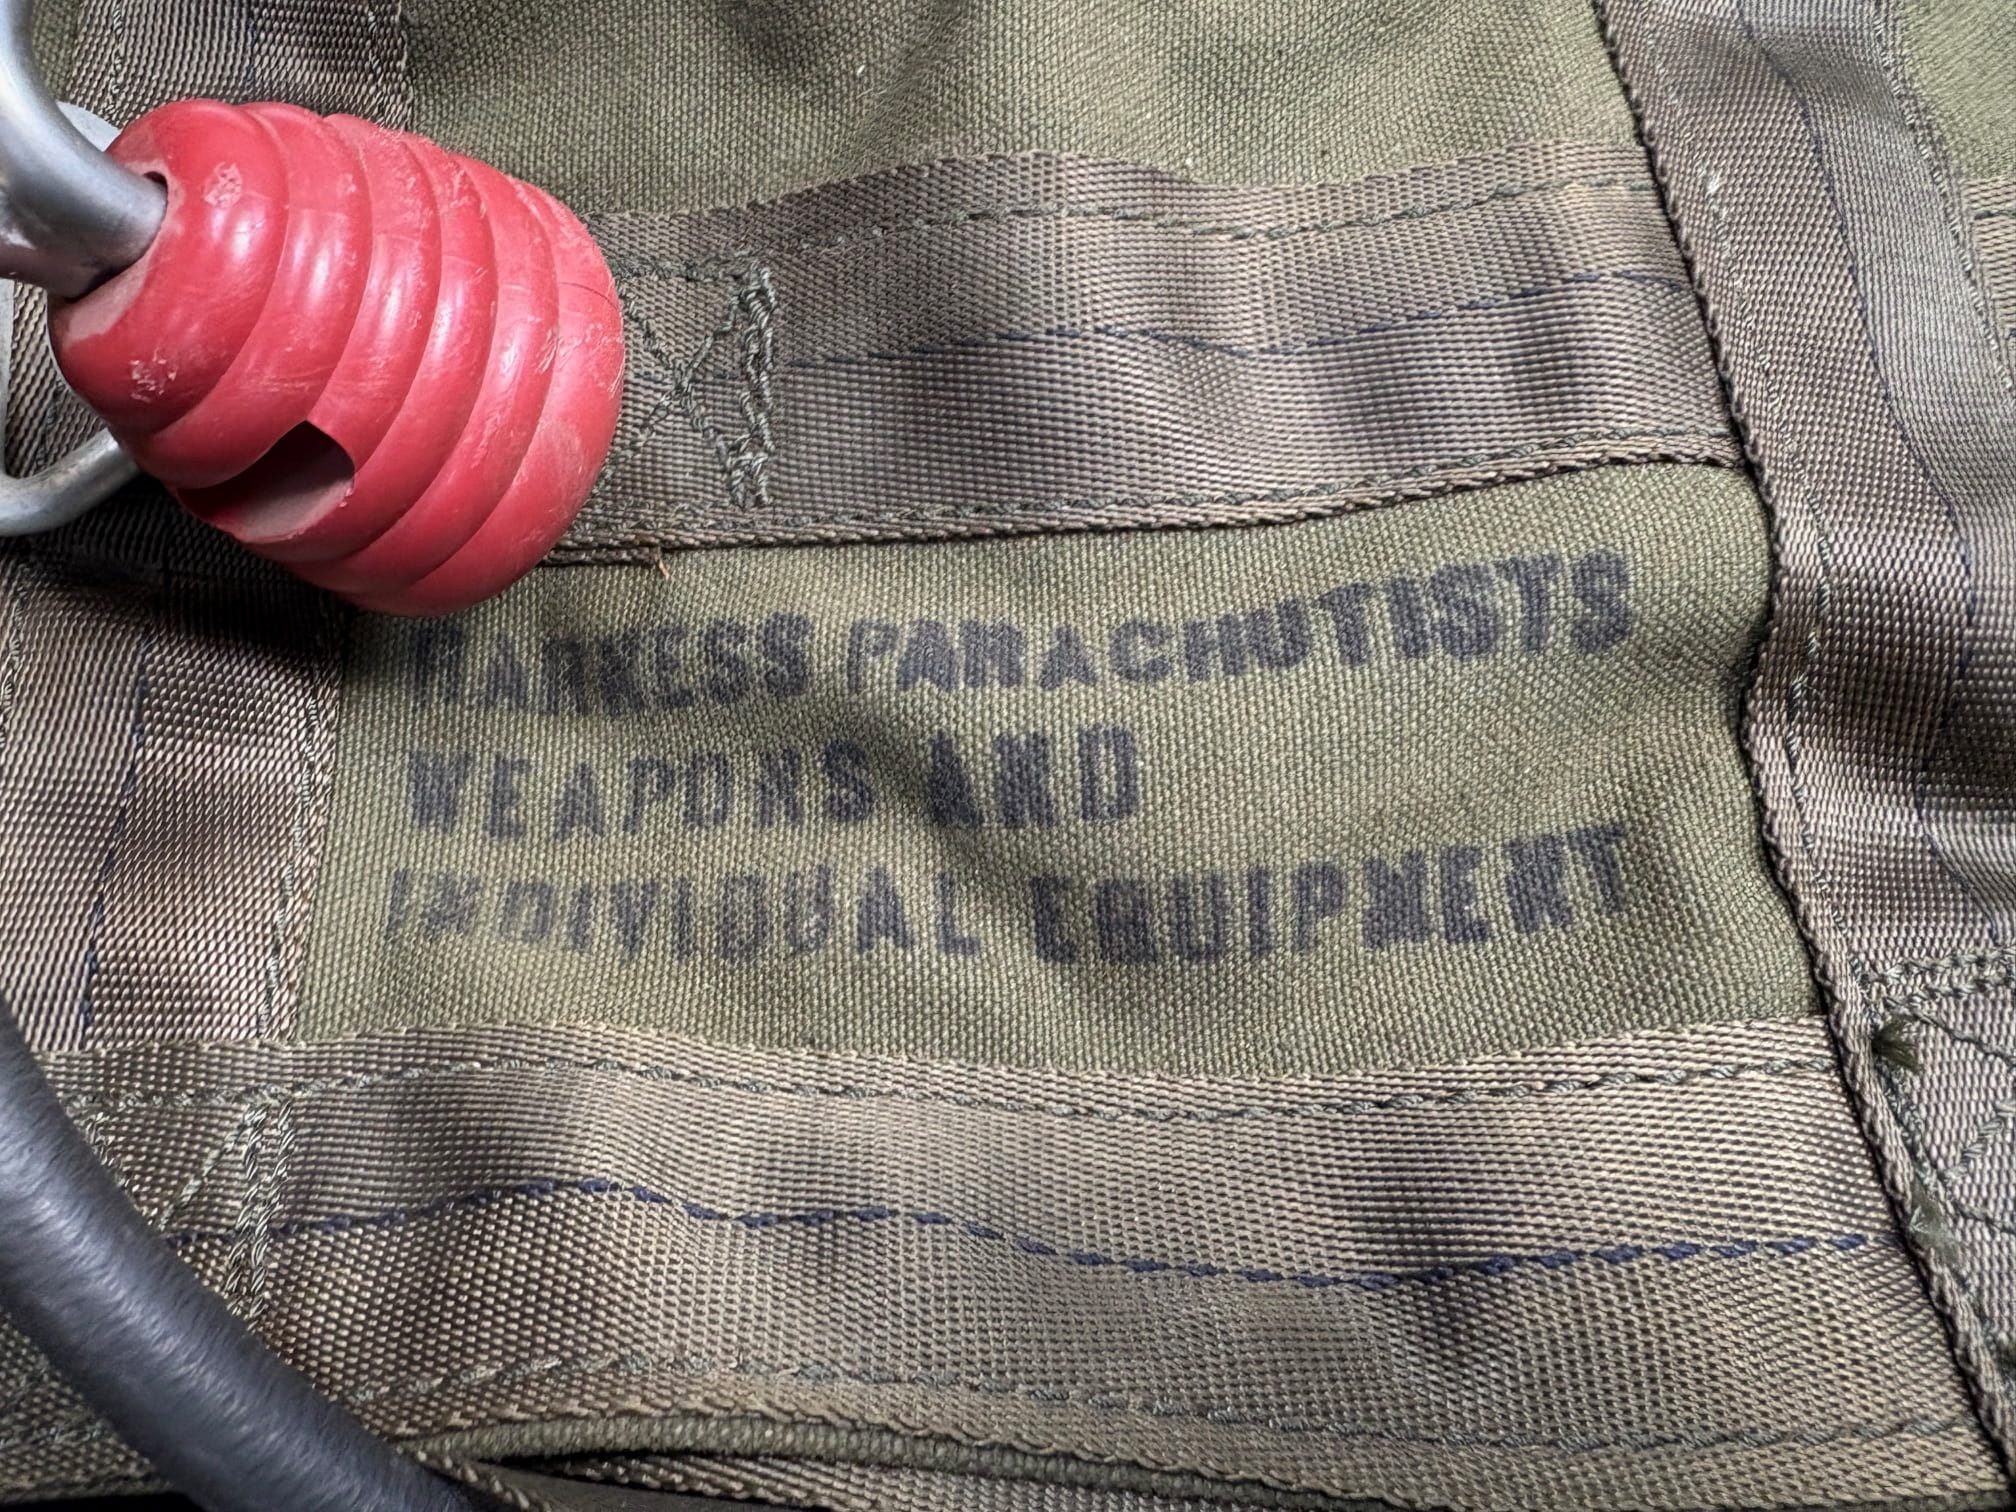 HARNESS PARACHUTISTS
WEAPONS AND
INDIVIDUAL EQUIPMENT